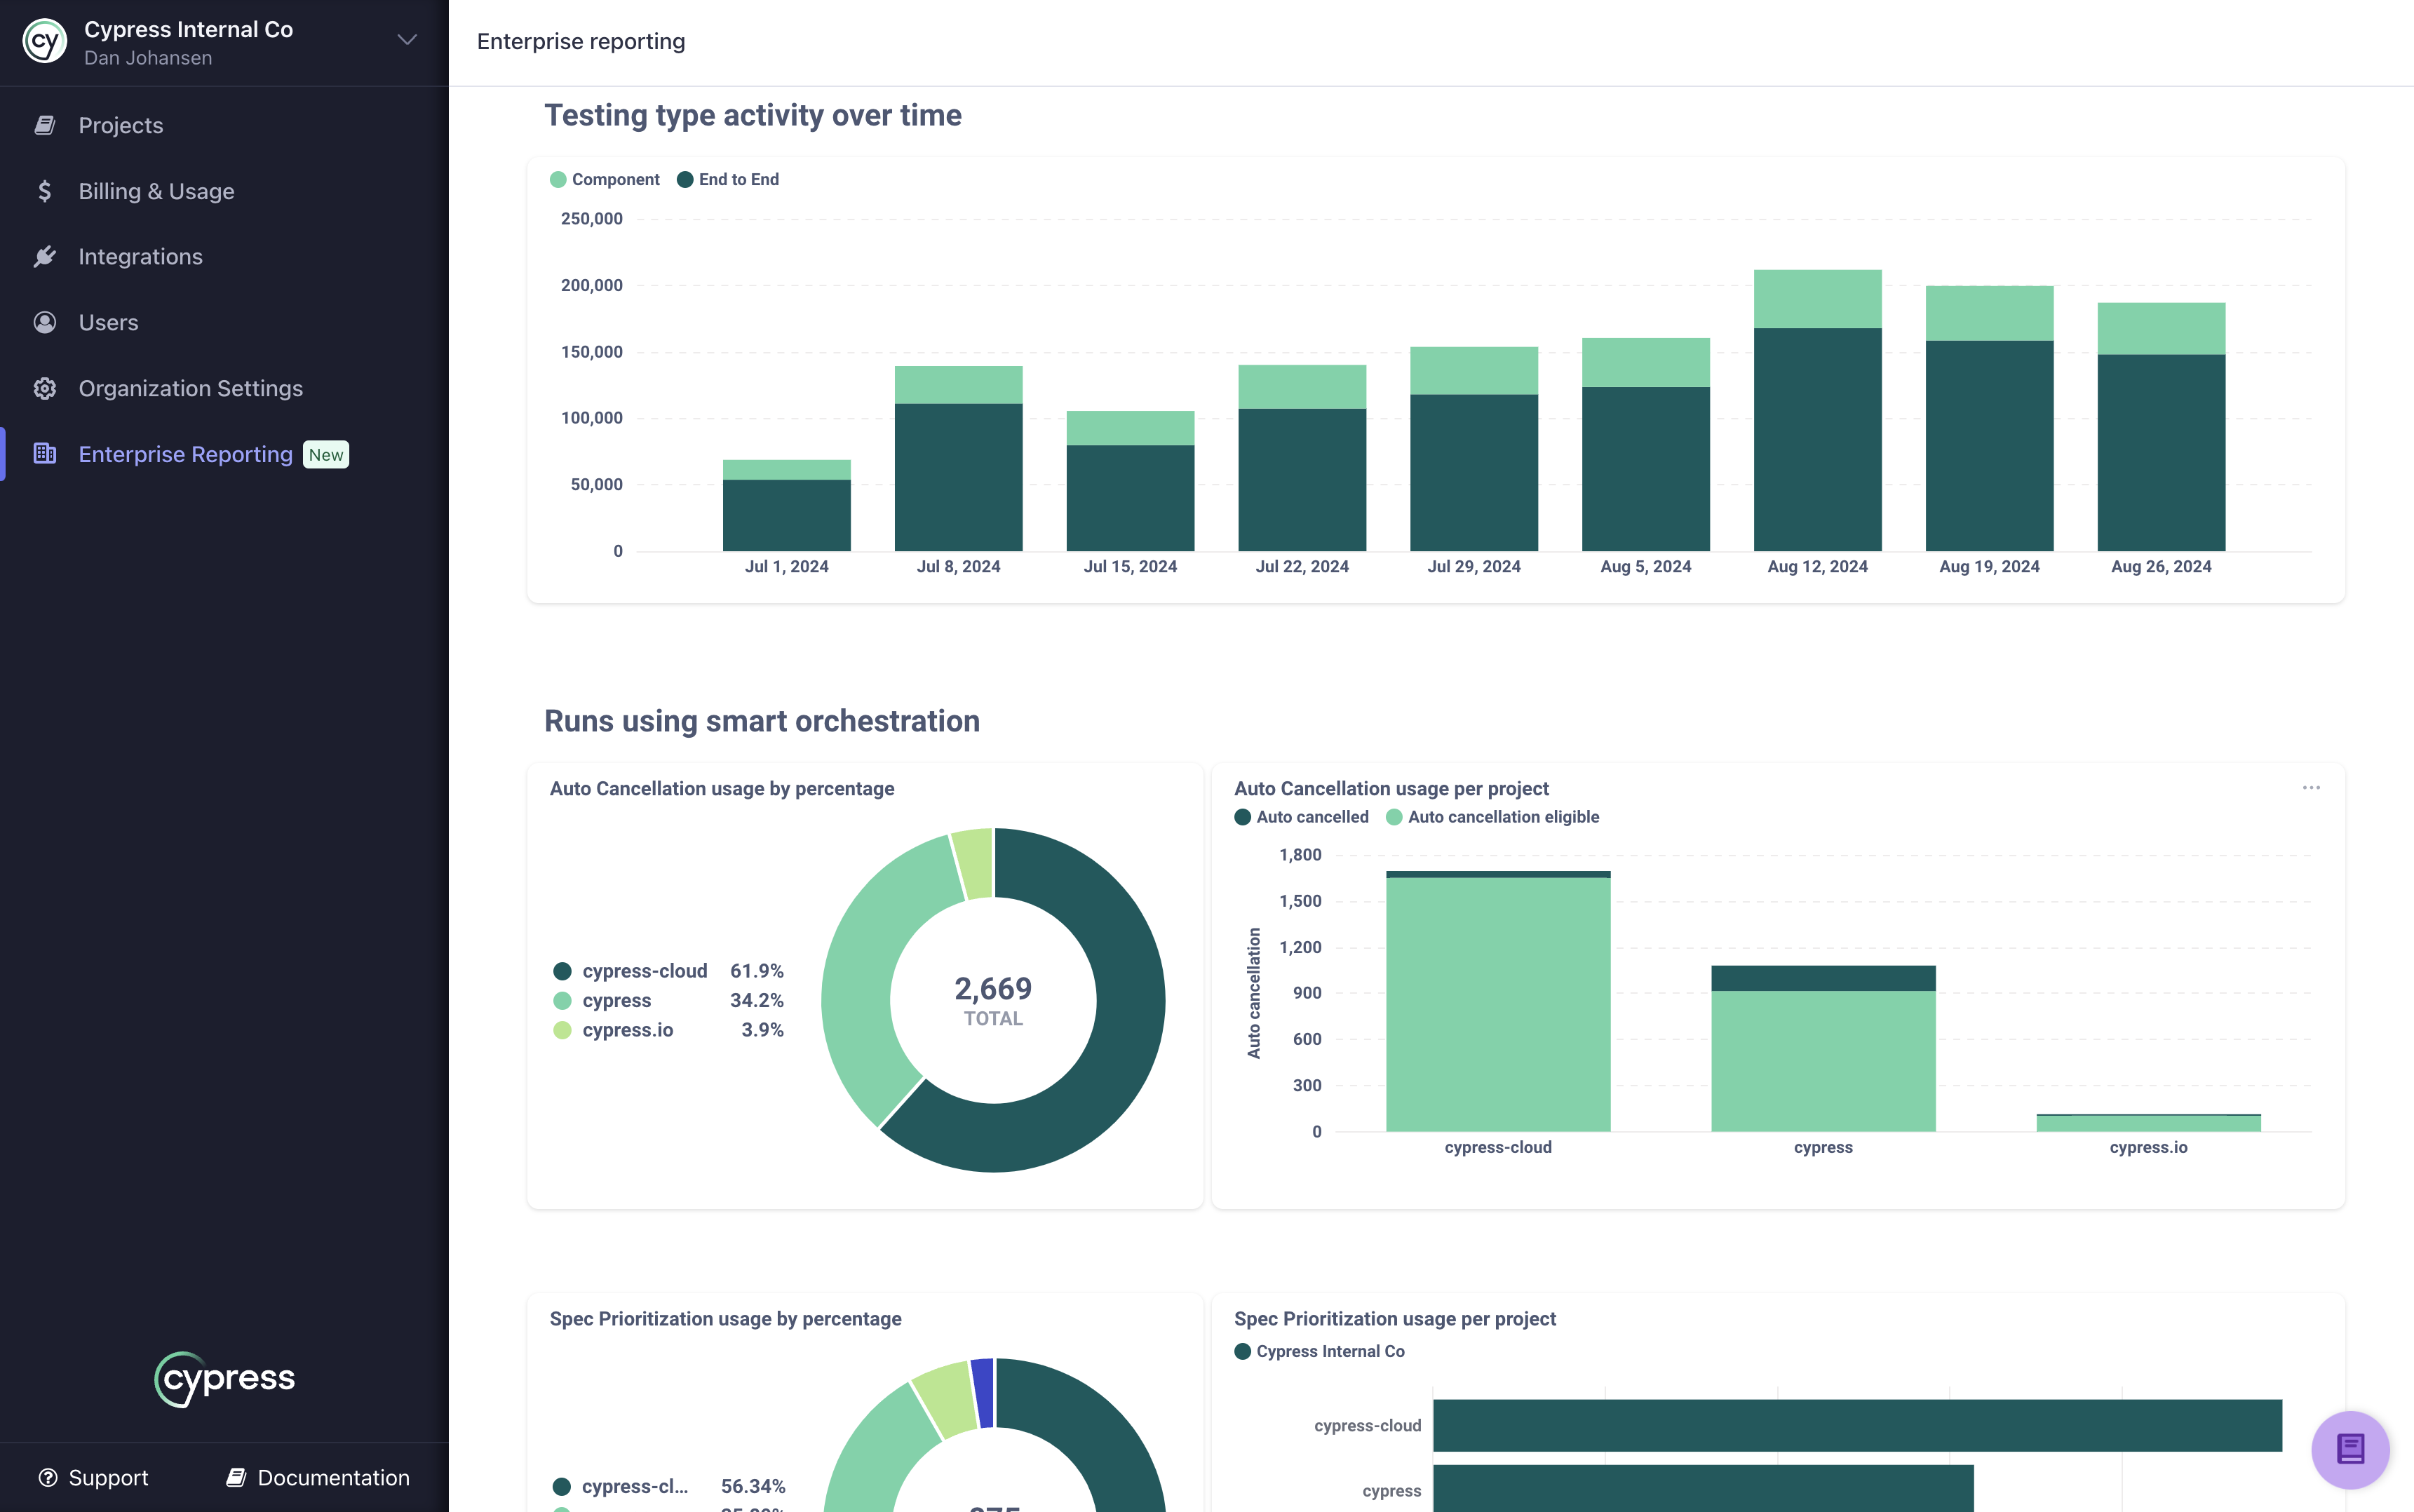 cy
Cypress Internal Co
Dan Johansen
Projects
Billing & Usage
Integrations
Users
Organization Settings
Enterprise Reporting New
cypress
Support Documentation
Enterprise reporting
Testing type activity over time
Component End to End
250,000
200,000
150,000
100,000
50,000
0
Jul 1, 2024 Jul 8, 2024 Jul 15, 2024 Jul 22, 2024 Jul 29, 2024 Aug 5, 2024 Aug 12, 2024 Aug 19, 2024 Aug 26, 2024
Runs using smart orchestration
Auto Cancellation usage by percentage
cypress-cloud 61.9%
cypress 34.2%
cypress.io 3.9%
2,669
TOTAL
Auto Cancellation usage per project
Auto cancelled Auto cancellation eligible
Auto cancellation
1,800
1,500
1,200
900
600
300
0
cypress-cloud cypress cypress.io
Spec Prioritization usage by percentage
cypress-cl... 56.34%
Spec Prioritization usage per project
Cypress Internal Co
cypress-cloud
cypress